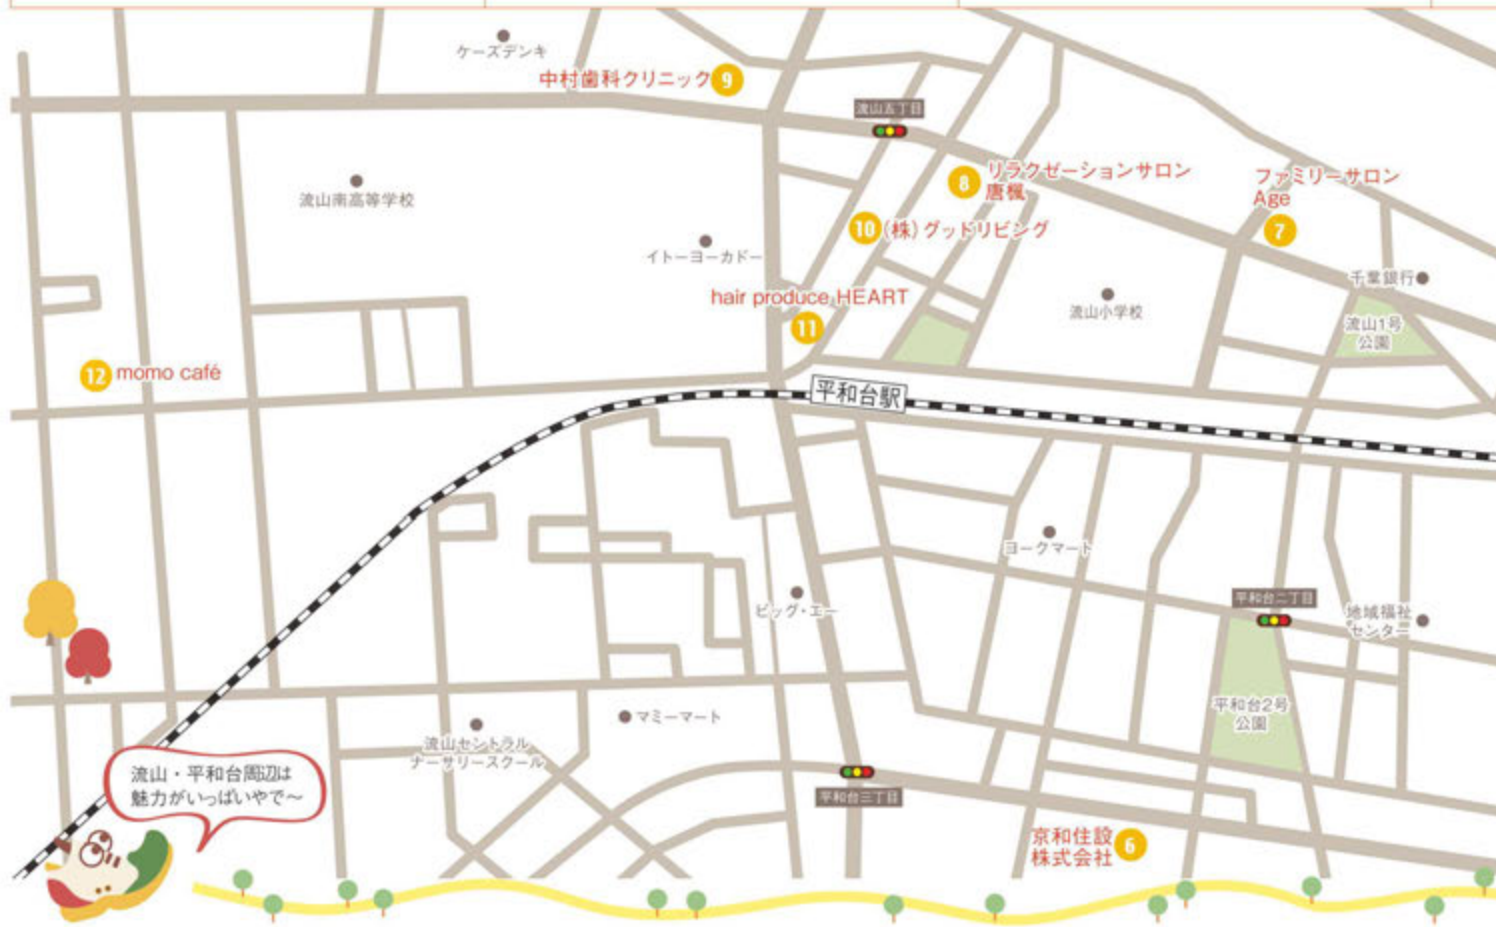 ケーズデンキ
中村歯科クリニック 9
流山五丁目
流山南高等学校
8 リラクゼーションサロン
唐楓
ファミリーサロン
Age
7
10 (株)グッドリビング
イトーヨーカドー
千葉銀行
hair produce HEART
11
流山小学校
流山1号
公園
12 momo café
平和台駅
ヨークマート
ビッグ・エー
平和台二丁目
地域福祉
センター
平和台2号
公園
マミーマート
流山セントラル
ナーサリースクール
流山・平和台周辺は
魅力がいっぱいやで〜
平和台三丁目
京和住設
株式会社 6